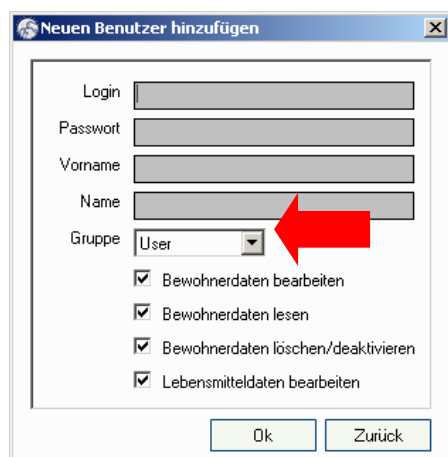 Neuen Benutzer hinzufügen
Login
Passwort
Vorname
Name
Gruppe User
Bewohnerdaten bearbeiten
Bewohnerdaten lesen
Bewohnerdaten löschen/deaktivieren
Lebensmitteldaten bearbeiten
Ok Zurück